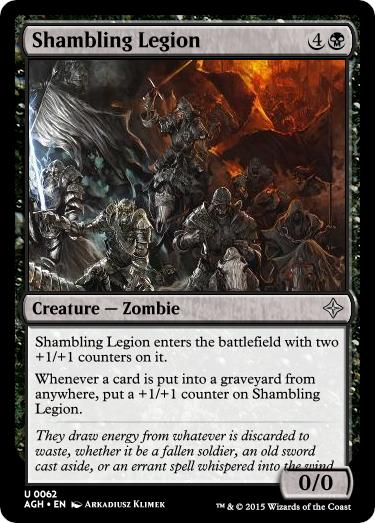 Shambling Legion 4
Creature — Zombie
Shambling Legion enters the battlefield with two
+1/+1 counters on it.
Whenever a card is put into a graveyard from
anywhere, put a +1/+1 counter on Shambling
Legion.
They draw energy from whatever is discarded to
waste, whether it be a fallen soldier, an old sword
cast aside, or an errant spell whispered into the wind
0/0
U 0062
AGH • EN Arkadiusz Klimek
™ & © 2015 Wizards of the Coast